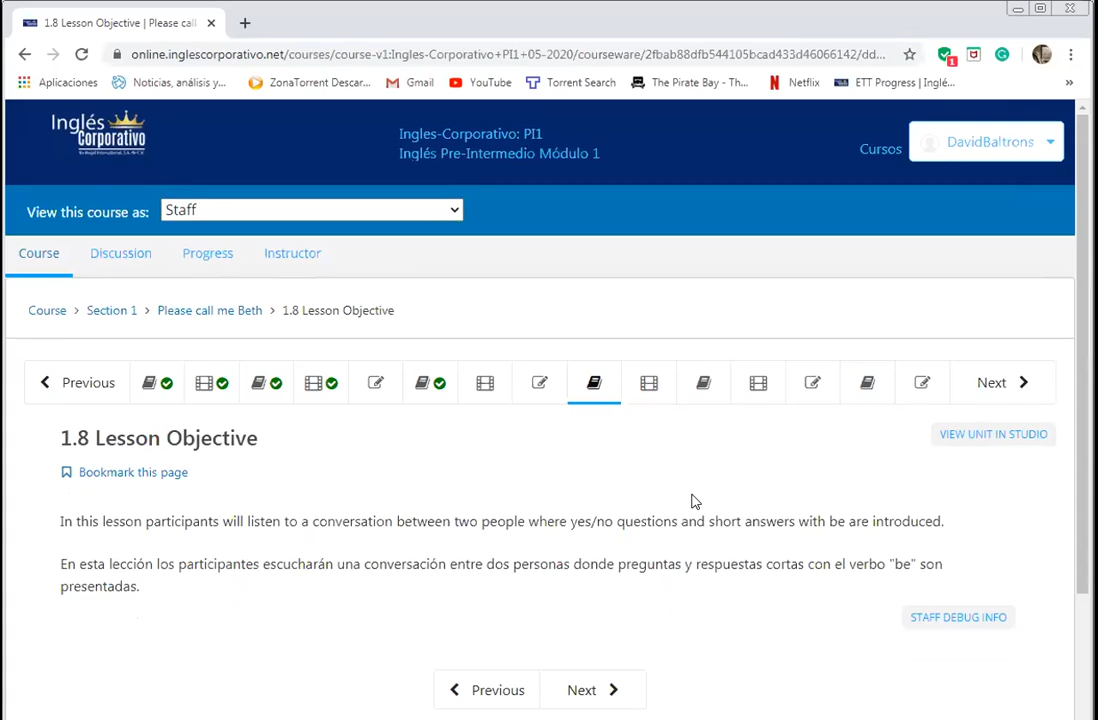 1.8 Lesson Objective | Please cal
online.inglescorporativo.net/courses/course-v1:Ingles-Corporativo+PI1+05-2020/courseware/2fbab88dfb544105bcad433d46066142/dd...
1
Aplicaciones Noticias, análisis y... ZonaTorrent Descar... Gmail YouTube Torrent Search The Pirate Bay - Th... Netflix ETT Progress | Inglé... »
Inglés
Corporativo
Ingles-Corporativo: PI1
Inglés Pre-Intermedio Módulo 1
Cursos
DavidBaltrons
View this course as: Staff
Course Discussion Progress Instructor
Course > Section 1 > Please call me Beth > 1.8 Lesson Objective
Previous Next
1.8 Lesson Objective
VIEW UNIT IN STUDIO
Bookmark this page
In this lesson participants will listen to a conversation between two people where yes/no questions and short answers with be are introduced.
En esta lección los participantes escucharán una conversación entre dos personas donde preguntas y respuestas cortas con el verbo "be" son
presentadas.
STAFF DEBUG INFO
Previous Next